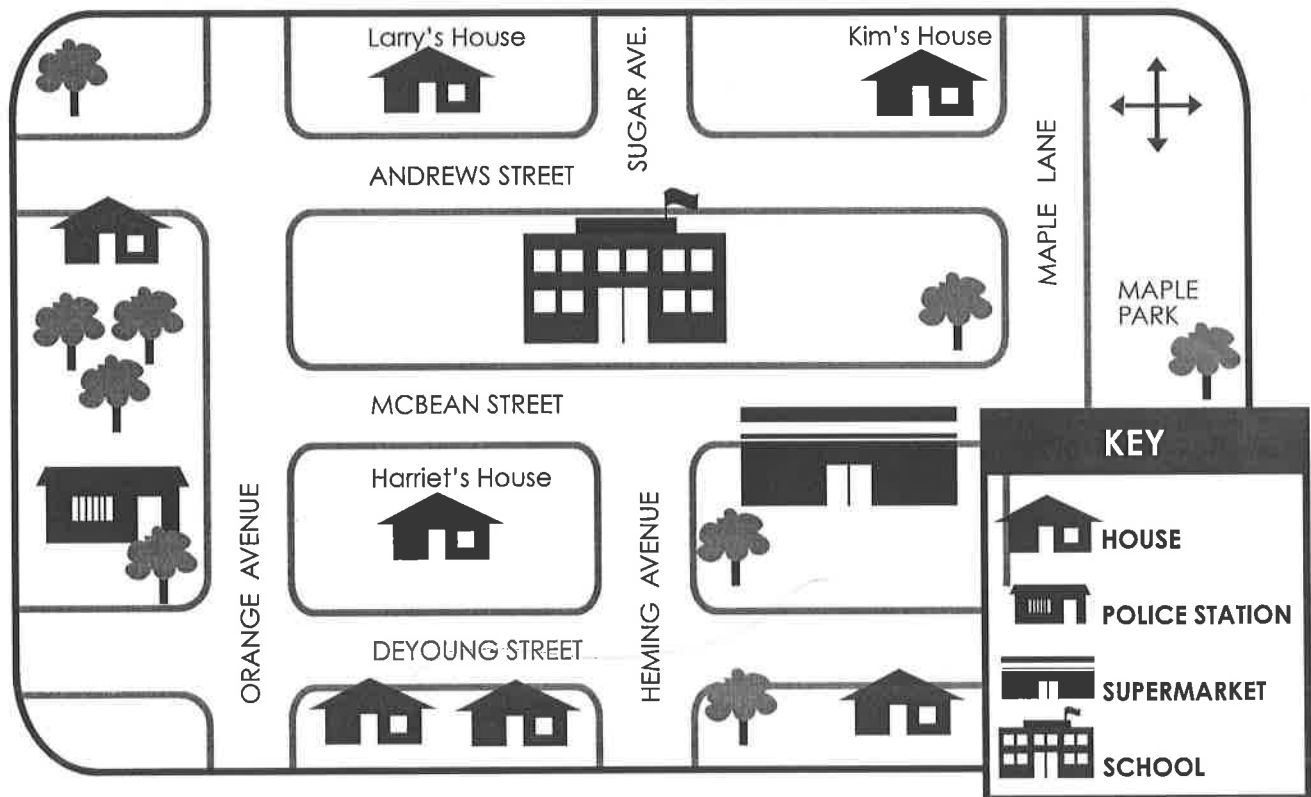 Larry's House
SUGAR AVE.
Kim's House
ANDREWS STREET
MAPLE LANE
MAPLE
PARK
MCBEAN STREET
Harriet's House
ORANGE AVENUE
HEMING AVENUE
DEYOUNG STREET
KEY
HOUSE
POLICE STATION
SUPERMARKET
SCHOOL